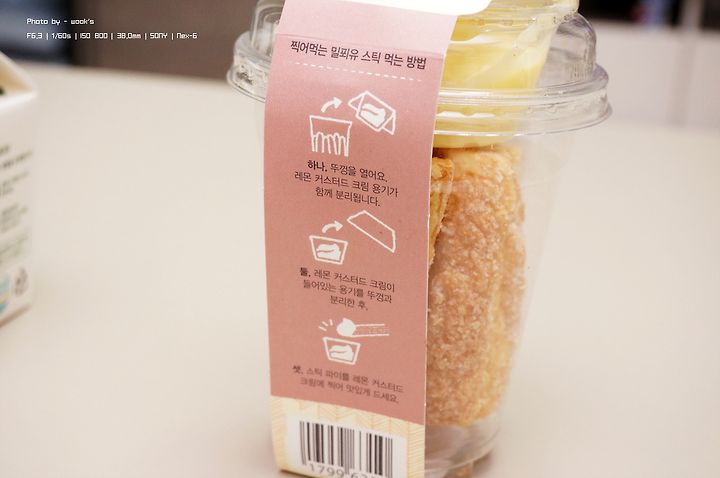 Photo by - wook's
F6,3 | 1/60s | ISO 800 | 38,0mm | SONY | Nex-6
찍어먹는 밀푀유 스틱 먹는 방법
하나, 뚜껑을 열어요.
레몬 커스터드 크림 용기가
함께 분리됩니다.
둘, 레몬 커스터드 크림이
들어있는 용기를 뚜껑과
분리한 후,
셋, 스틱 파이를 레몬 커스터드
크림에 찍어 맛있게 드세요.